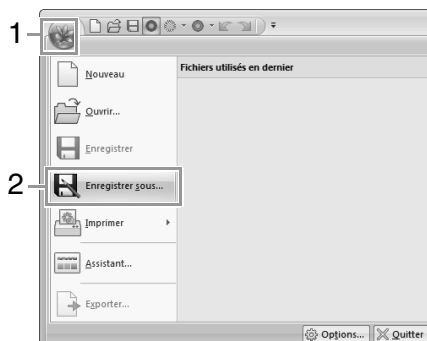 1
Nouveau
Fichiers utilisés en dernier
Ouvrir...
Enregistrer
2
Enregistrer sous...
Imprimer
Assistant...
Exporter...
Options...
Quitter